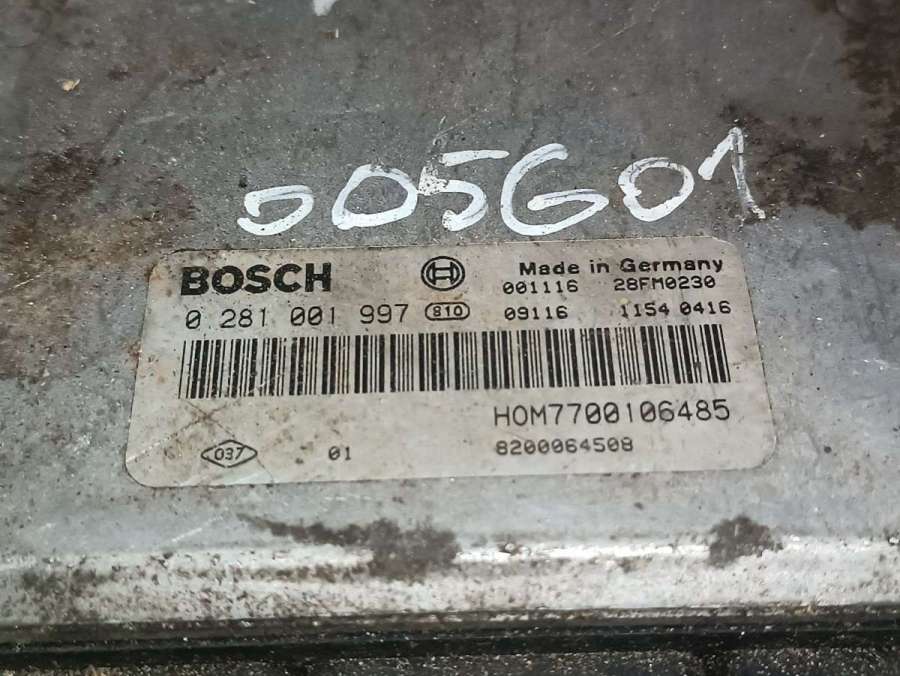 505G01
BOSCH
Made in Germany
001116 28FM0230
0 281 001 997 810 09116 1154 0416
HOM7700106485
037 01 8200064508